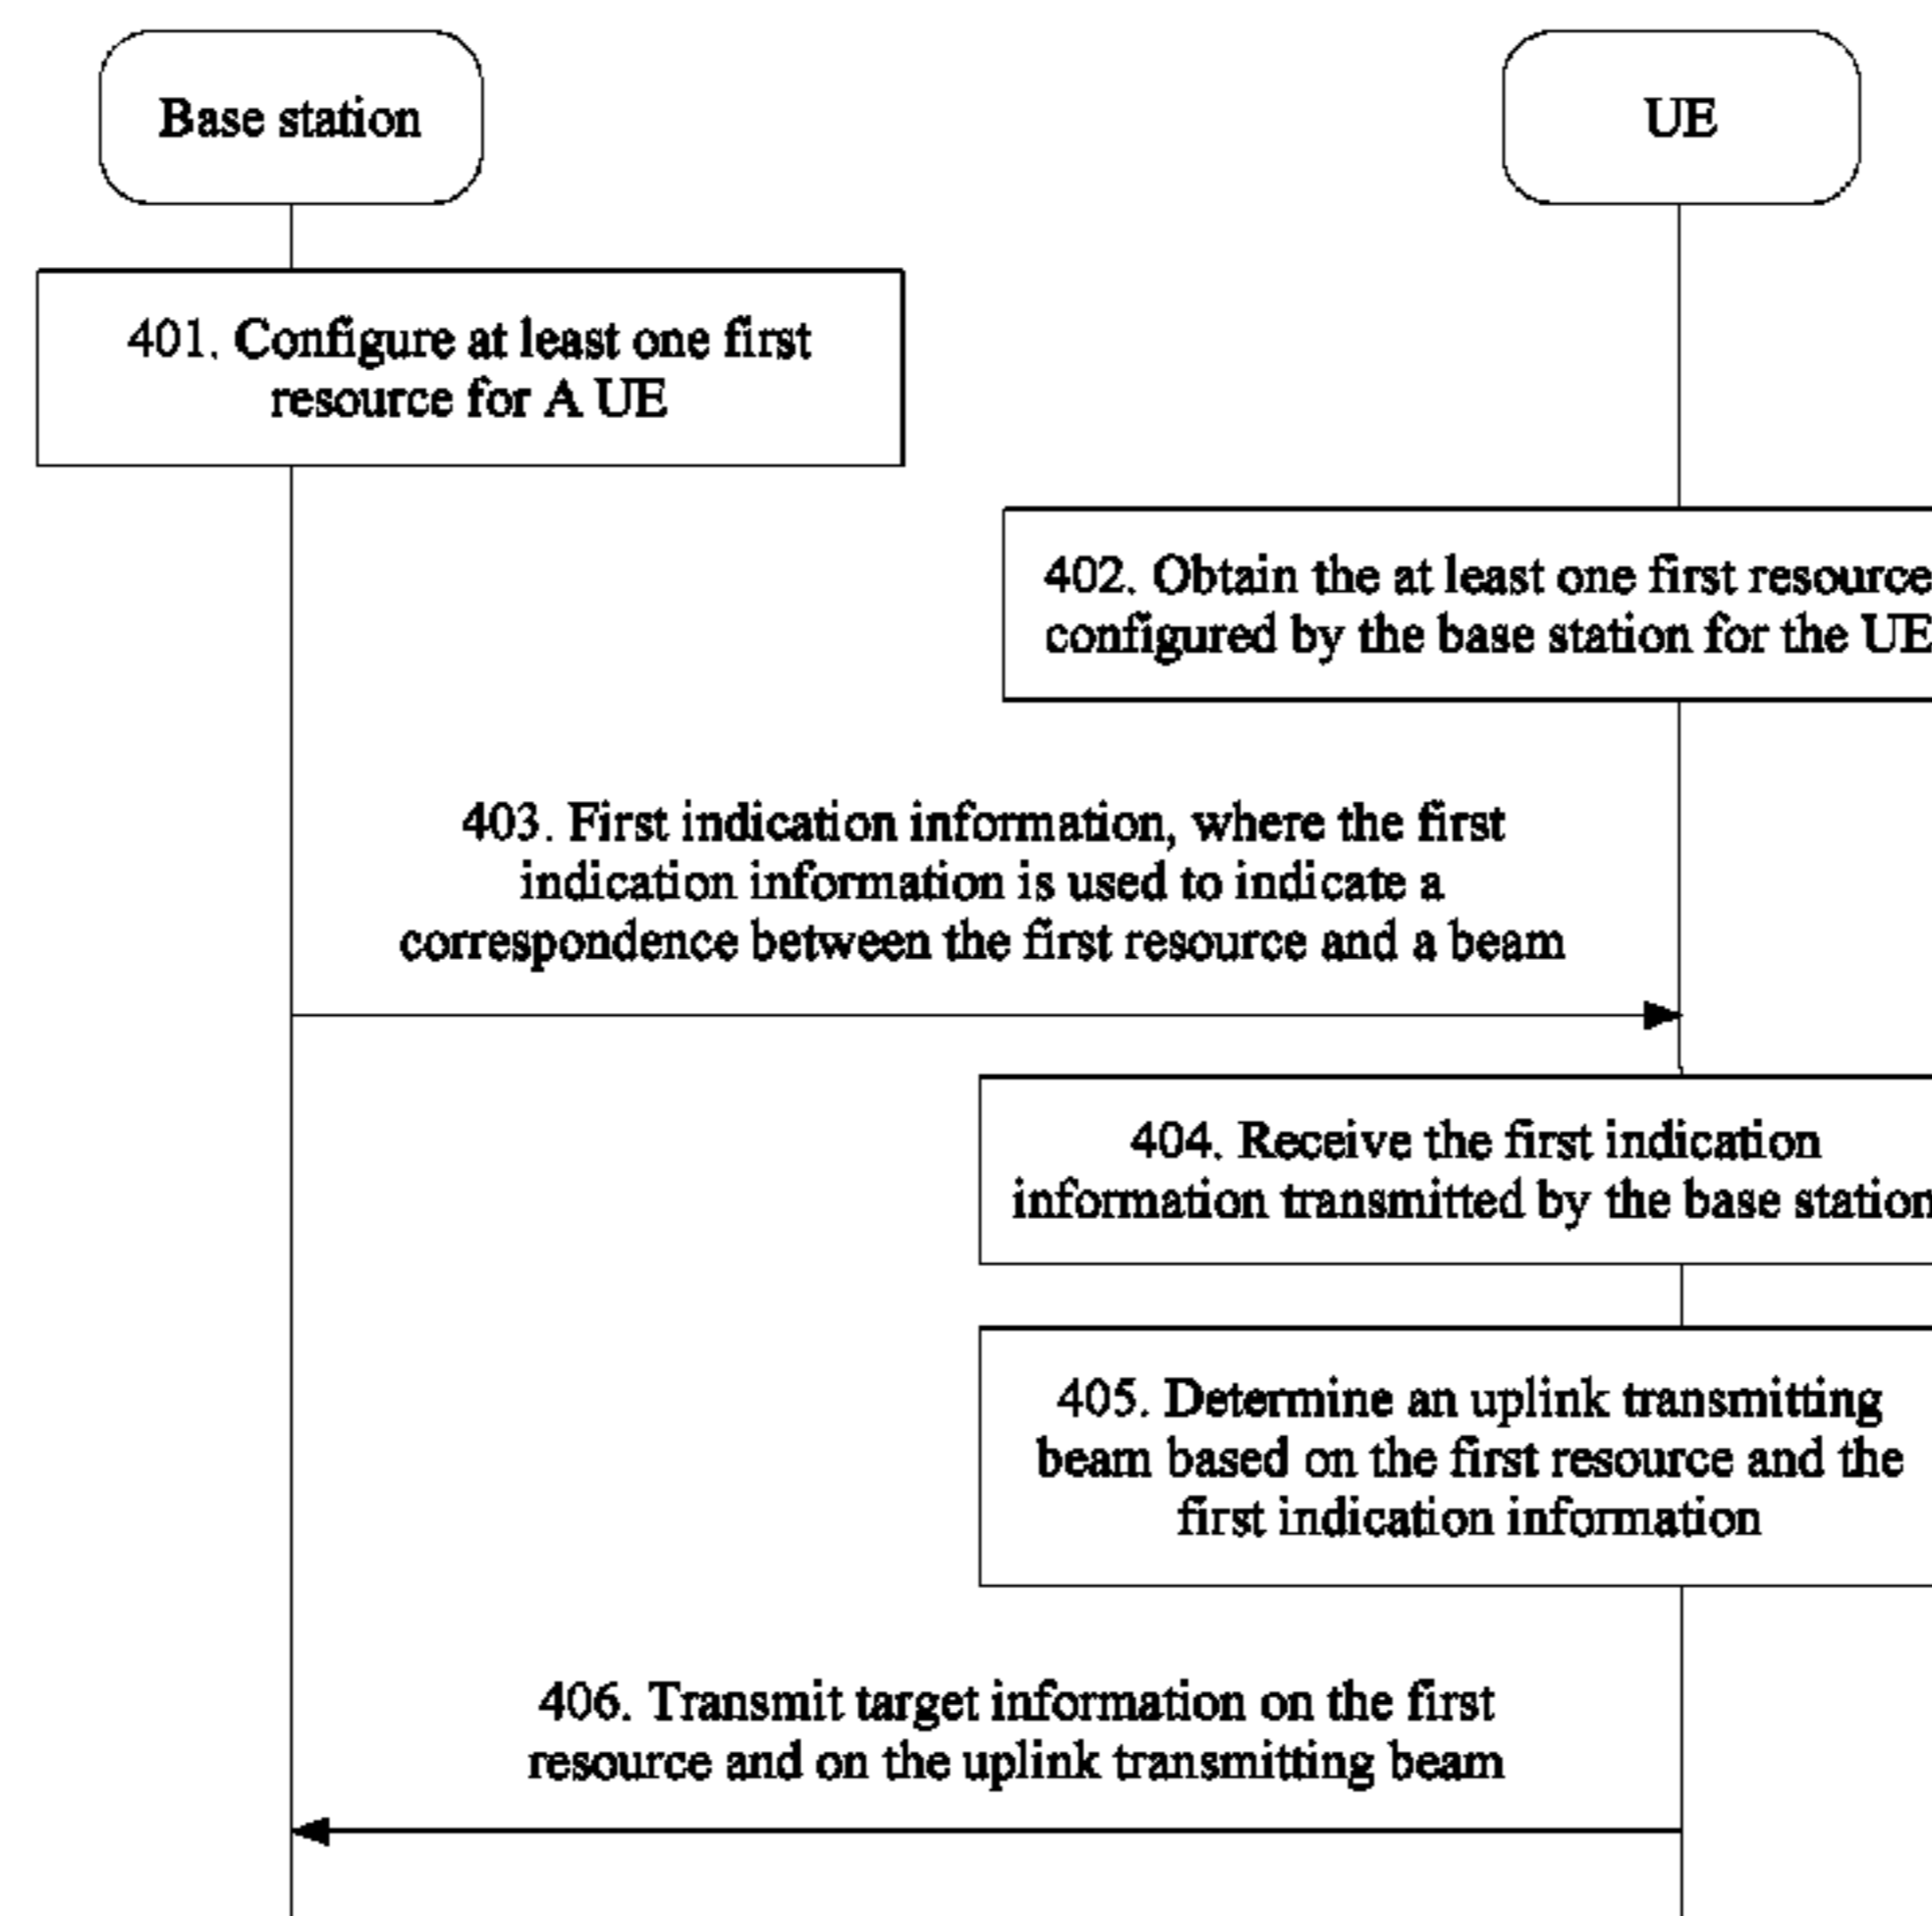 Base station
UE
401. Configure at least one first
resource for A UE
402. Obtain the at least one first resource
configured by the base station for the UE
403. First indication information, where the first
indication information is used to indicate a
correspondence between the first resource and a beam
404. Receive the first indication
information transmitted by the base station
405. Determine an uplink transmitting
beam based on the first resource and the
first indication information
406. Transmit target information on the first
resource and on the uplink transmitting beam